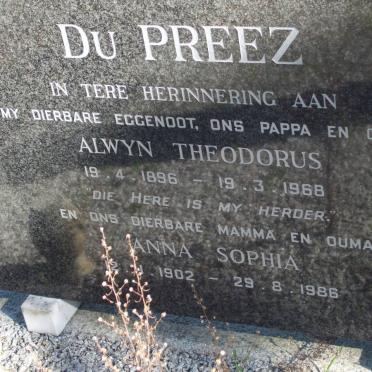 DU PREEZ
IN TERE HERINNERING AAN
MY DIERBARE EGGENOOT, ONS PAPPA EN
ALWYN THEODORUS
19.4.1896 – 19.3.1968
"DIE HERE IS MY HERDER."
EN ONS DIERBARE MAMMA EN OUMA
ANNA SOPHIA
1902 – 29.8.1986